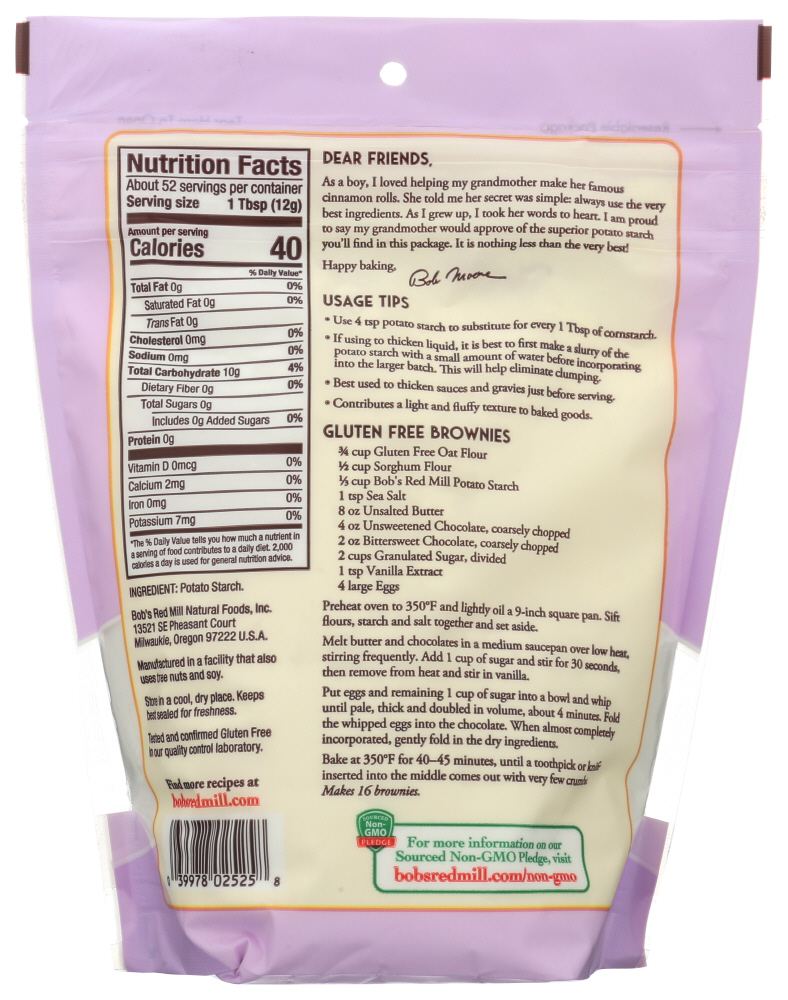 Nutrition Facts
About 52 servings per container
Serving size 1 Tbsp (12g)
Amount per serving
Calories 40
% Daily Value*
Total Fat 0g 0%
Saturated Fat 0g 0%
Trans Fat 0g
Cholesterol 0mg 0%
Sodium 0mg 0%
Total Carbohydrate 10g 4%
Dietary Fiber 0g 0%
Total Sugars 0g
Includes 0g Added Sugars 0%
Protein 0g
Vitamin D 0mcg 0%
Calcium 2mg 0%
Iron 0mg 0%
Potassium 7mg 0%
*The % Daily Value tells you how much a nutrient in
a serving of food contributes to a daily diet. 2,000
calories a day is used for general nutrition advice.
INGREDIENT: Potato Starch.
Bob's Red Mill Natural Foods, Inc.
13521 SE Pheasant Court
Milwaukie, Oregon 97222 U.S.A.
Manufactured in a facility that also
uses tree nuts and soy.
Store in a cool, dry place. Keeps
best sealed for freshness.
Tested and confirmed Gluten Free
in our quality control laboratory.
Find more recipes at
bobsredmill.com
0 39978 02525 8
DEAR FRIENDS,
As a boy, I loved helping my grandmother make her famous
cinnamon rolls. She told me her secret was simple: always use the very
best ingredients. As I grew up, I took her words to heart. I am proud
to say my grandmother would approve of the superior potato starch
you'll find in this package. It is nothing less than the very best!
Happy baking,
Bob Moore
USAGE TIPS
* Use 4 tsp potato starch to substitute for every 1 Tbsp of cornstarch.
* If using to thicken liquid, it is best to first make a slurry of the
potato starch with a small amount of water before incorporating
into the larger batch. This will help eliminate clumping.
* Best used to thicken sauces and gravies just before serving.
* Contributes a light and fluffy texture to baked goods.
GLUTEN FREE BROWNIES
¾ cup Gluten Free Oat Flour
½ cup Sorghum Flour
⅓ cup Bob's Red Mill Potato Starch
1 tsp Sea Salt
8 oz Unsalted Butter
4 oz Unsweetened Chocolate, coarsely chopped
2 oz Bittersweet Chocolate, coarsely chopped
2 cups Granulated Sugar, divided
1 tsp Vanilla Extract
4 large Eggs
Preheat oven to 350°F and lightly oil a 9-inch square pan. Sift
flours, starch and salt together and set aside.
Melt butter and chocolates in a medium saucepan over low heat,
stirring frequently. Add 1 cup of sugar and stir for 30 seconds,
then remove from heat and stir in vanilla.
Put eggs and remaining 1 cup of sugar into a bowl and whip
until pale, thick and doubled in volume, about 4 minutes. Fold
the whipped eggs into the chocolate. When almost completely
incorporated, gently fold in the dry ingredients.
Bake at 350°F for 40–45 minutes, until a toothpick or knife
inserted into the middle comes out with very few crumbs.
Makes 16 brownies.
SOURCED
Non-
GMO
PLEDGE
For more information on our
Sourced Non-GMO Pledge, visit
bobsredmill.com/non-gmo